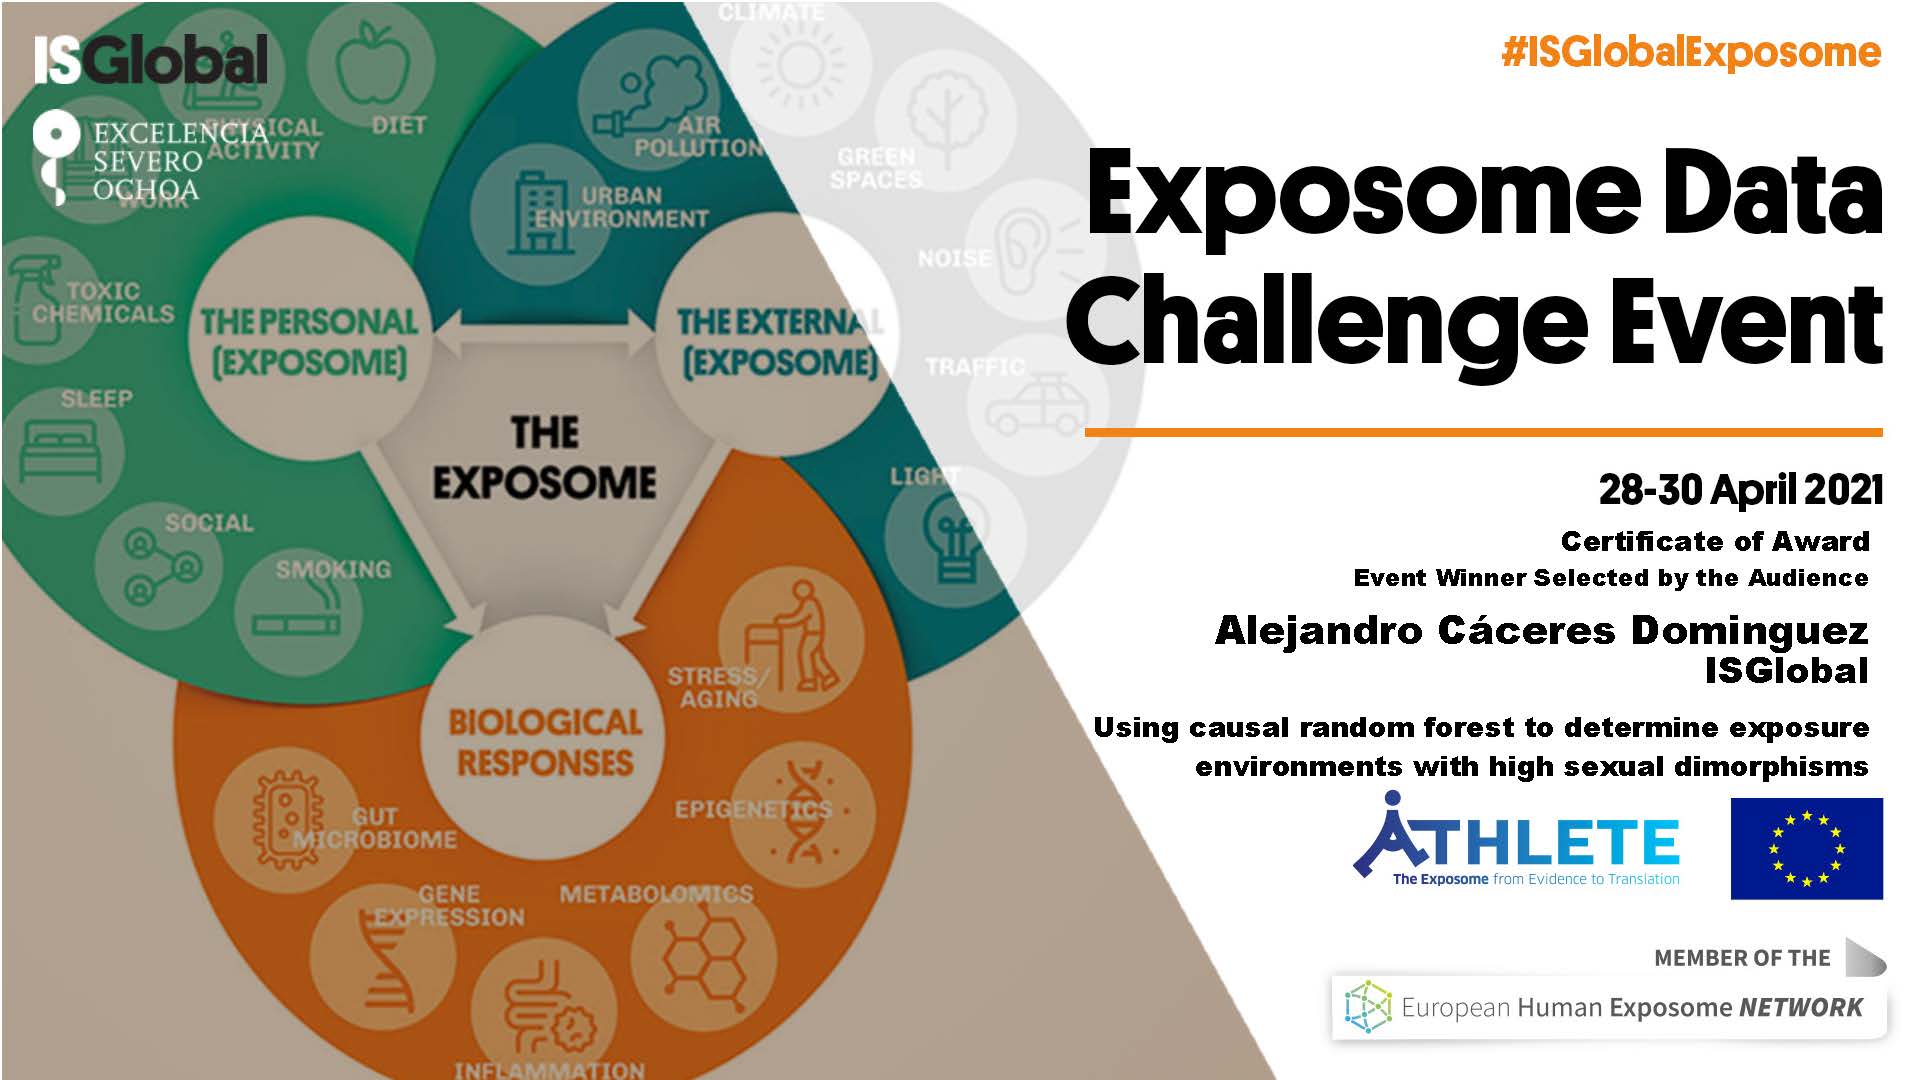 ISGlobal
EXCELENCIA
SEVERO
OCHOA
PHYSICAL
ACTIVITY
DIET
WORK
TOXIC
CHEMICALS
SLEEP
SOCIAL
SMOKING
THE PERSONAL
(EXPOSOME)
AIR
POLLUTION
URBAN
ENVIRONMENT
CLIMATE
GREEN
SPACES
NOISE
TRAFFIC
LIGHT
THE EXTERNAL
(EXPOSOME)
THE
EXPOSOME
BIOLOGICAL
RESPONSES
STRESS/
AGING
EPIGENETICS
GUT
MICROBIOME
GENE
EXPRESSION
METABOLOMICS
INFLAMMATION
#ISGlobalExposome
Exposome Data
Challenge Event
28-30 April 2021
Certificate of Award
Event Winner Selected by the Audience
Alejandro Cáceres Dominguez
ISGlobal
Using causal random forest to determine exposure
environments with high sexual dimorphisms
ATHLETE
The Exposome from Evidence to Translation
MEMBER OF THE
European Human Exposome NETWORK